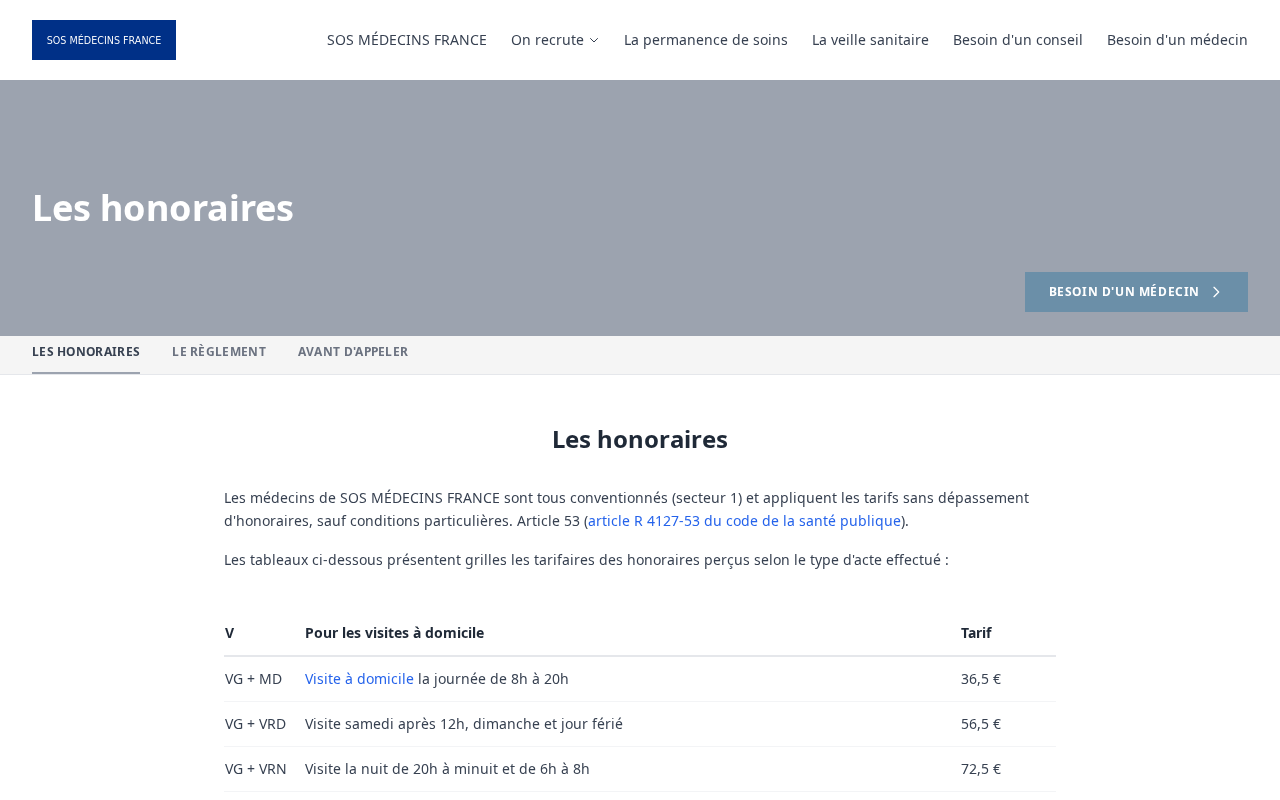 SOS MÉDECINS FRANCE
SOS MÉDECINS FRANCE On recrute La permanence de soins La veille sanitaire Besoin d'un conseil Besoin d'un médecin
Les honoraires
BESOIN D'UN MÉDECIN
LES HONORAIRES LE RÈGLEMENT AVANT D'APPELER
Les honoraires
Les médecins de SOS MÉDECINS FRANCE sont tous conventionnés (secteur 1) et appliquent les tarifs sans dépassement
d'honoraires, sauf conditions particulières. Article 53 (article R 4127-53 du code de la santé publique).
Les tableaux ci-dessous présentent grilles les tarifaires des honoraires perçus selon le type d'acte effectué :
V Pour les visites à domicile Tarif
VG + MD Visite à domicile la journée de 8h à 20h 36,5 €
VG + VRD Visite samedi après 12h, dimanche et jour férié 56,5 €
VG + VRN Visite la nuit de 20h à minuit et de 6h à 8h 72,5 €